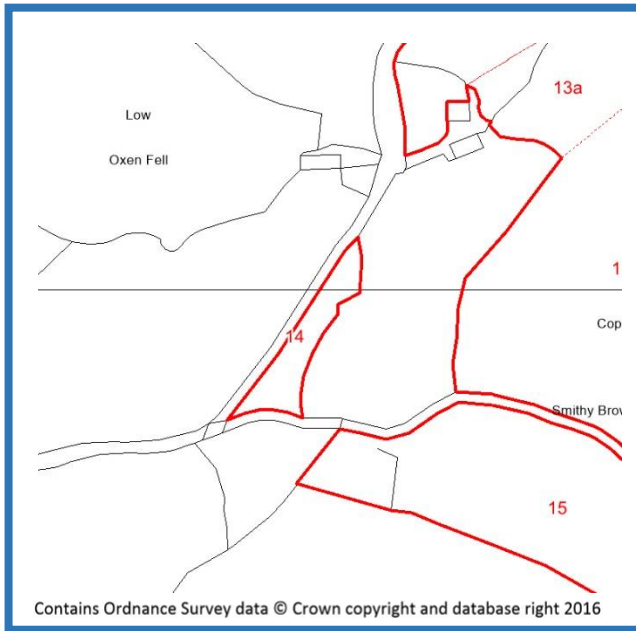 13a
Low
Oxen Fell
1
14
Cop
Smithy Brow
15
Contains Ordnance Survey data © Crown copyright and database right 2016